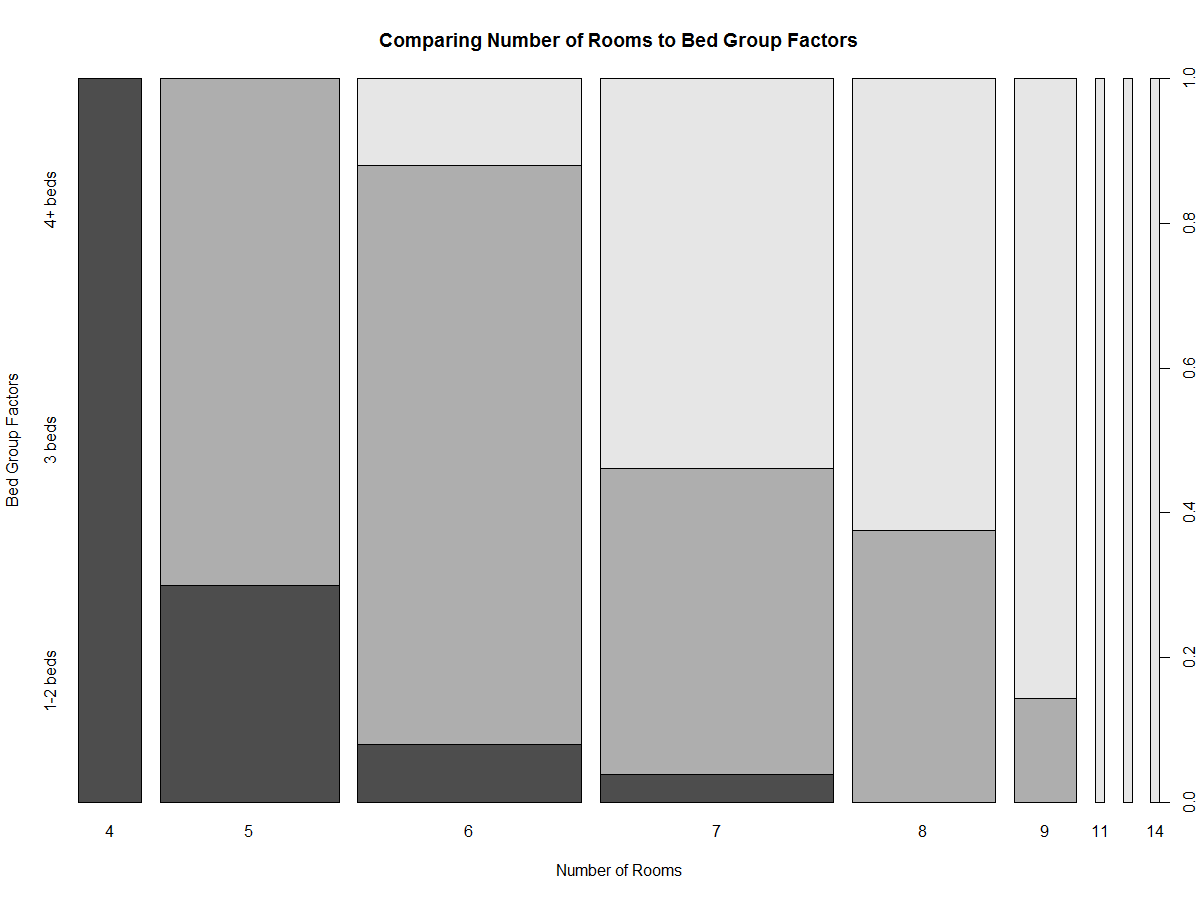 Comparing Number of Rooms to Bed Group Factors
Bed Group Factors
4+ beds
3 beds
1-2 beds
1.0
0.8
0.6
0.4
0.2
0.0
4 5 6 7 8 9 11 14
Number of Rooms